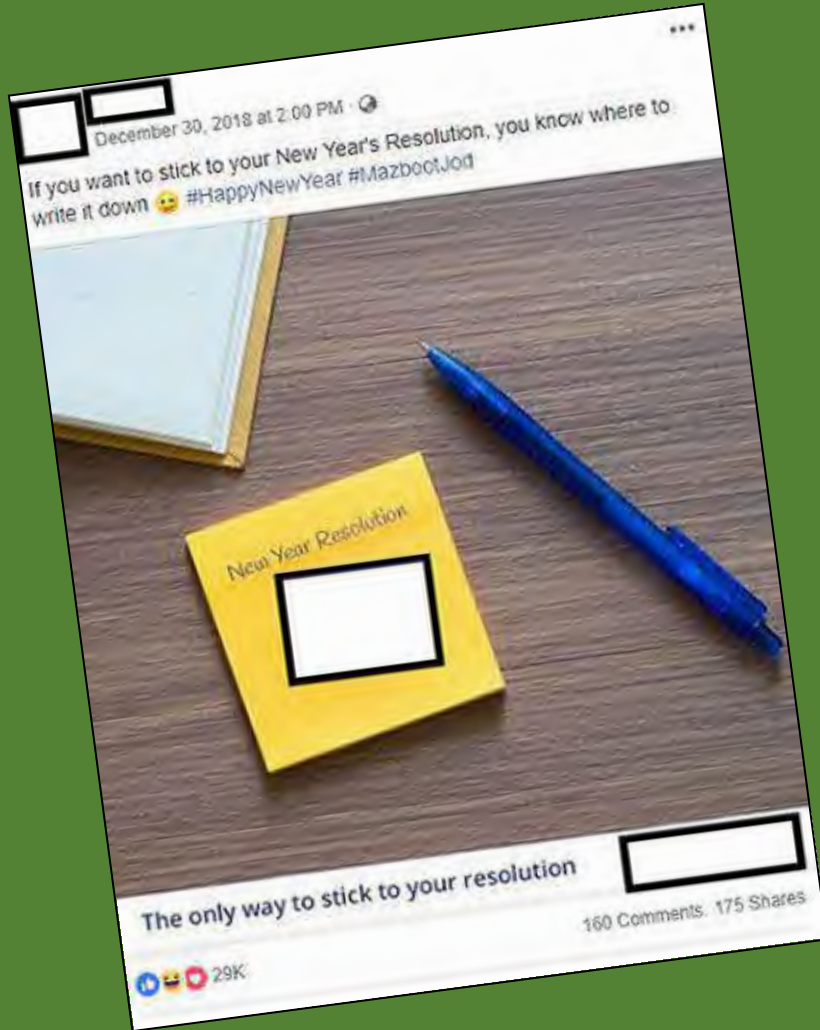 December 30, 2018 at 2:00 PM ·
If you want to stick to your New Year's Resolution, you know where to
write it down 😉 #HappyNewYear #MazbootJod
New Year Resolution
The only way to stick to your resolution
160 Comments. 175 Shares
29K